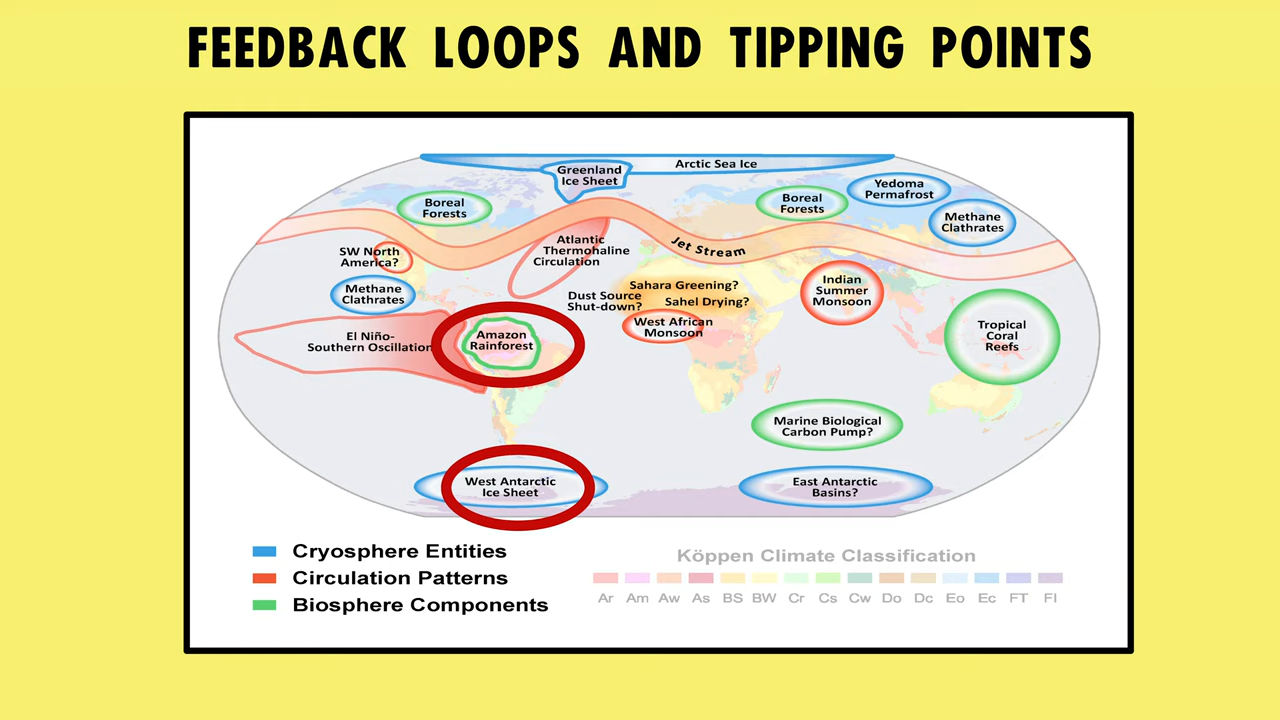 FEEDBACK LOOPS AND TIPPING POINTS
Arctic Sea Ice
Greenland
Ice Sheet
Boreal
Forests
Boreal
Forests
Yedoma
Permafrost
Methane
Clathrates
Jet Stream
Atlantic
Thermohaline
Circulation
SW North
America?
Methane
Clathrates
Sahara Greening?
Dust Source
Shut-down?
Sahel Drying?
Indian
Summer
Monsoon
West African
Monsoon
El Niño-
Southern Oscillation
Amazon
Rainforest
Tropical
Coral
Reefs
Marine Biological
Carbon Pump?
West Antarctic
Ice Sheet
East Antarctic
Basins?
Cryosphere Entities
Circulation Patterns
Biosphere Components
Köppen Climate Classification
Ar Am Aw As BS BW Cr Cs Cw Do Dc Eo Ec FT FI